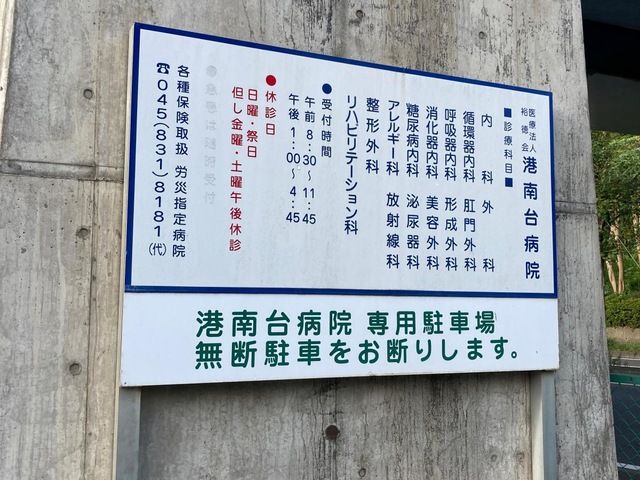 医療法人 裕徳会 港南台病院
■診療科目■
内科 外科
循環器内科 肛門外科
呼吸器内科 形成外科
消化器内科 美容外科
糖尿病内科 泌尿器科
アレルギー科 放射線科
整形外科
リハビリテーション科
●受付時間
午前 8:30〜11:45
午後 1:00〜4:45
●休診日
日曜・祭日
但し金曜・土曜午後休診
●急患は随時受付
各種保険取扱 労災指定病院
☎045(831)8181(代)
港南台病院 専用駐車場
無断駐車をお断りします。